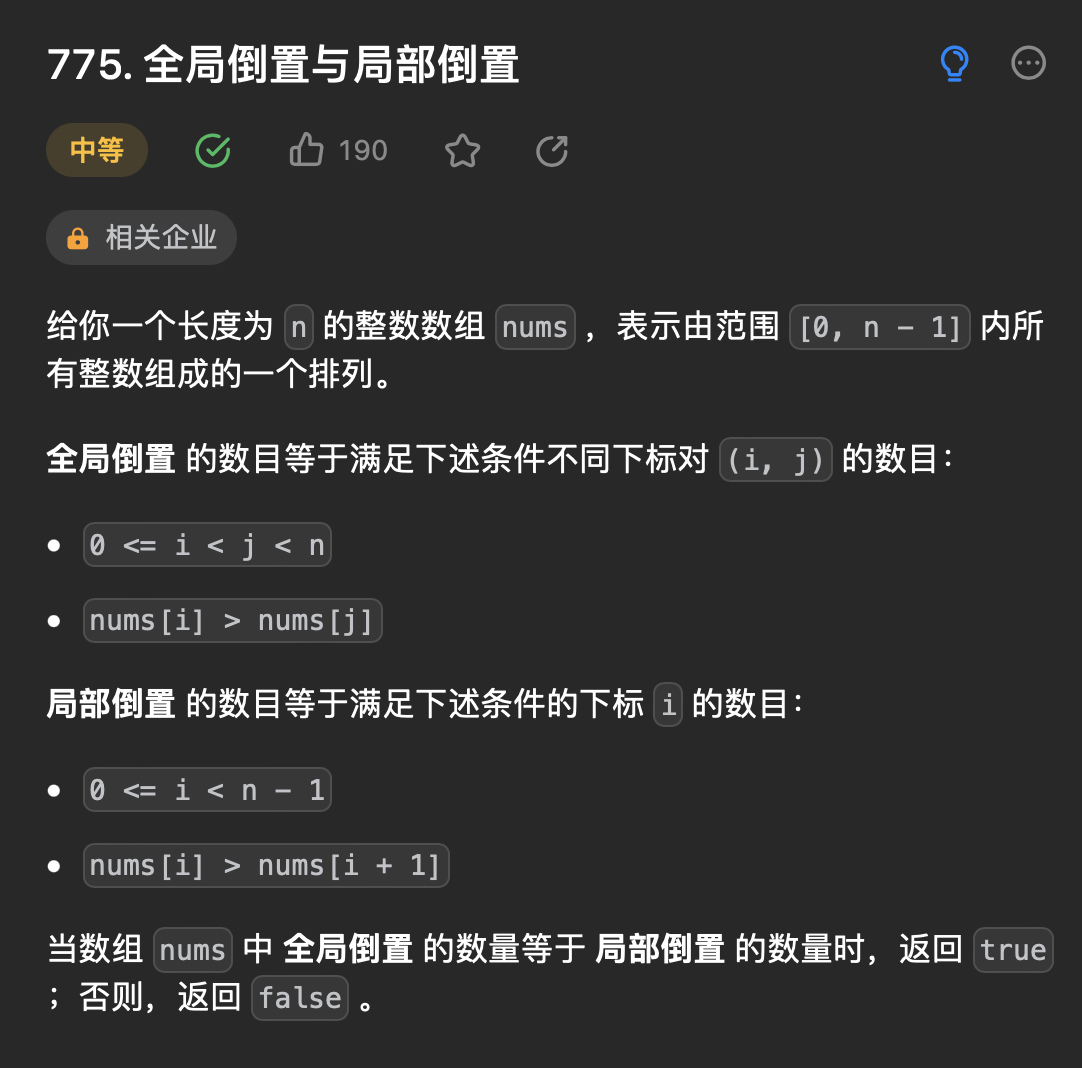 775. 全局倒置与局部倒置
中等
190
相关企业
给你一个长度为 n 的整数数组 nums ，表示由范围 [0, n - 1] 内所
有整数组成的一个排列。
全局倒置 的数目等于满足下述条件不同下标对 (i, j) 的数目：
• 0 <= i < j < n
• nums[i] > nums[j]
局部倒置 的数目等于满足下述条件的下标 i 的数目：
• 0 <= i < n - 1
• nums[i] > nums[i + 1]
当数组 nums 中 全局倒置 的数量等于 局部倒置 的数量时，返回 true
；否则，返回 false 。